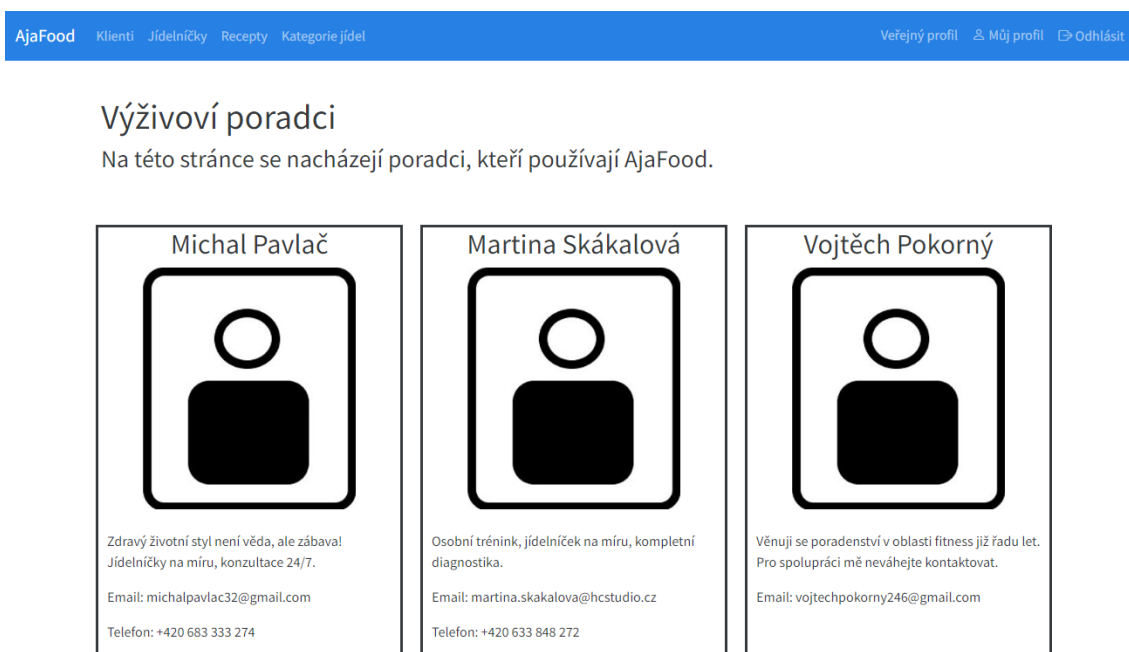 AjaFood Klienti Jídelníčky Recepty Kategorie jídel Veřejný profil Můj profil Odhlásit
Výživoví poradci
Na této stránce se nacházejí poradci, kteří používají AjaFood.
Michal Pavlač
Zdravý životní styl není věda, ale zábava!
Jídelníčky na míru, konzultace 24/7.
Email: michalpavlac32@gmail.com
Telefon: +420 683 333 274
Martina Skákalová
Osobní trénink, jídelníček na míru, kompletní
diagnostika.
Email: martina.skakalova@hcstudio.cz
Telefon: +420 633 848 272
Vojtěch Pokorný
Věnuji se poradenství v oblasti fitness již řadu let.
Pro spolupráci mě neváhejte kontaktovat.
Email: vojtechpokorny246@gmail.com